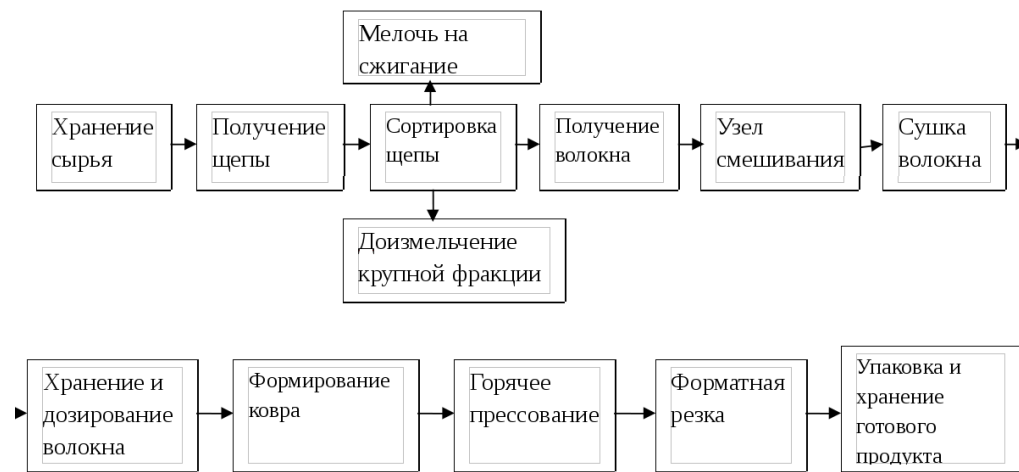 Мелочь на
сжигание
Хранение
сырья
Получение
щепы
Сортировка
щепы
Получение
волокна
Узел
смешивания
Сушка
волокна
Доизмельчение
крупной фракции
Хранение и
дозирование
волокна
Формирование
ковра
Горячее
прессование
Форматная
резка
Упаковка и
хранение
готового
продукта